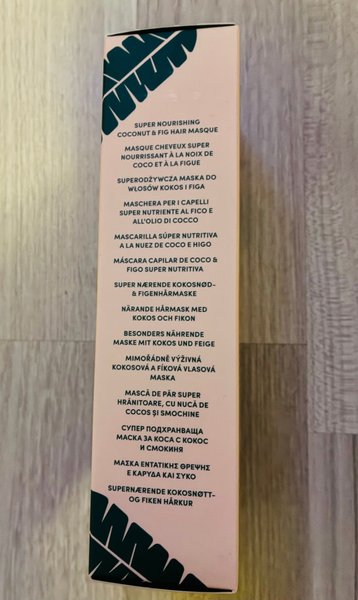 SUPER NOURISHING
COCONUT & FIG HAIR MASQUE
MASQUE CHEVEUX SUPER
NOURRISSANT À LA NOIX DE
COCO ET À LA FIGUE
SUPERODŻYWCZA MASKA DO
WŁOSÓW KOKOS I FIGA
MASCHERA PER I CAPELLI
SUPER NUTRIENTE AL FICO E
ALL'OLIO DI COCCO
MASCARILLA SÚPER NUTRITIVA
A LA NUEZ DE COCO E HIGO
MÁSCARA CAPILAR DE COCO &
FIGO SUPER NUTRITIVA
SUPER NÆRENDE KOKOSNØD-
& FIGENHÅRMASKE
NÄRANDE HÅRMASK MED
KOKOS OCH FIKON
BESONDERS NÄHRENDE
MASKE MIT KOKOS UND FEIGE
MIMOŘÁDNĚ VÝŽIVNÁ
KOKOSOVÁ A FÍKOVÁ VLASOVÁ
MASKA
MASCĂ DE PĂR SUPER
HRĂNITOARE, CU NUCĂ DE
COCOS ȘI SMOCHINE
СУПЕР ПОДХРАНВАЩА
МАСКА ЗА КОСА С КОКОС
И СМОКИНЯ
ΜΑΣΚΑ ΕΝΤΑΤΙΚΗΣ ΘΡΕΨΗΣ
Ε ΚΑΡΥΔΑ ΚΑΙ ΣΥΚΟ
SUPERNÆRENDE KOKOSNØTT-
OG FIKEN HÅRKUR